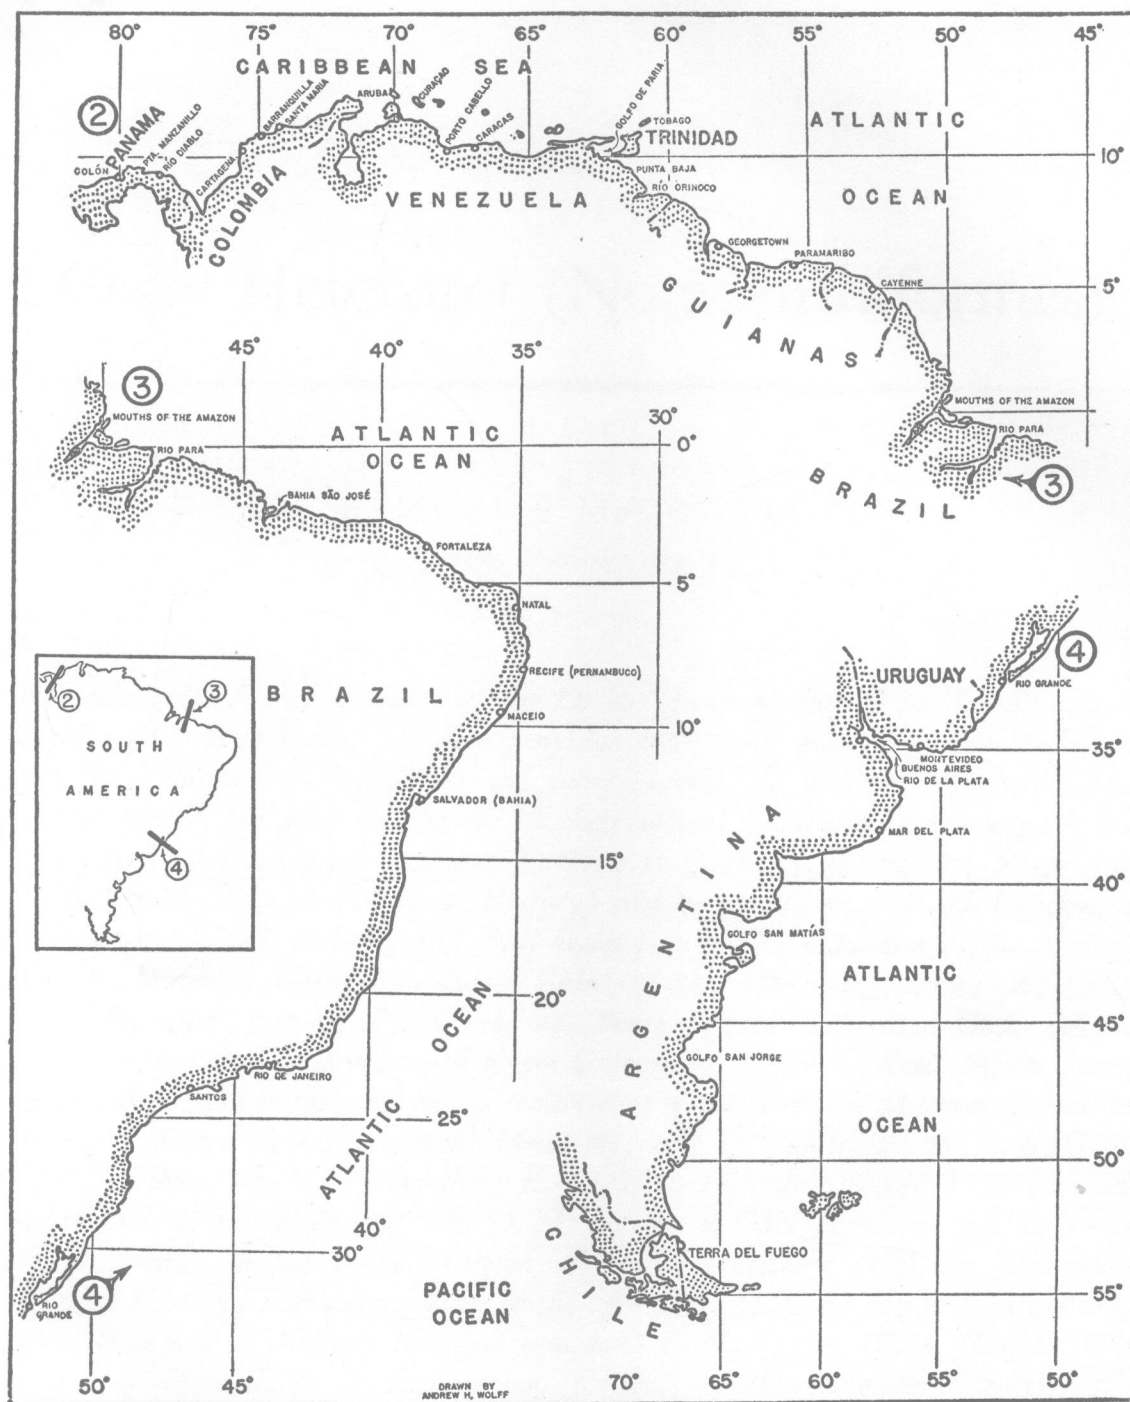 80°
75°
70°
65°
60°
55°
50°
45°
CARIBBEAN SEA
②
PANAMA
COLÓN
PTA. MANZANILLO
RÍO DIABLO
CARTAGENA
BARRANQUILLA
SANTA MARIA
ARUBA
CURAÇAO
PORTO CABELLO
CARACAS
GOLFO DE PARIA
TOBAGO
TRINIDAD
ATLANTIC
OCEAN
10°
COLOMBIA
VENEZUELA
PUNTA BAJA
RÍO ORINOCO
GEORGETOWN
PARAMARIBO
CAYENNE
5°
GUIANAS
MOUTHS OF THE AMAZON
RIO PARA
BRAZIL
③
45°
40°
35°
30°
③
MOUTHS OF THE AMAZON
RIO PARA
ATLANTIC
OCEAN
0°
BAHIA SÃO JOSÉ
FORTALEZA
5°
NATAL
RECIFE (PERNAMBUCO)
BRAZIL
MACEIO
10°
SALVADOR (BAHIA)
15°
20°
ATLANTIC OCEAN
RIO DE JANEIRO
SANTOS
25°
40°
30°
④
RIO
GRANDE
50°
45°
②
③
SOUTH
AMERICA
④
④
URUGUAY
RIO GRANDE
35°
MONTEVIDEO
BUENOS AIRES
RIO DE LA PLATA
MAR DEL PLATA
ARGENTINA
40°
GOLFO SAN MATÍAS
ATLANTIC
45°
GOLFO SAN JORGE
OCEAN
50°
CHILE
TERRA DEL FUEGO
PACIFIC
OCEAN
55°
70°
65°
60°
55°
50°
DRAWN BY
ANDREW H. WOLFF